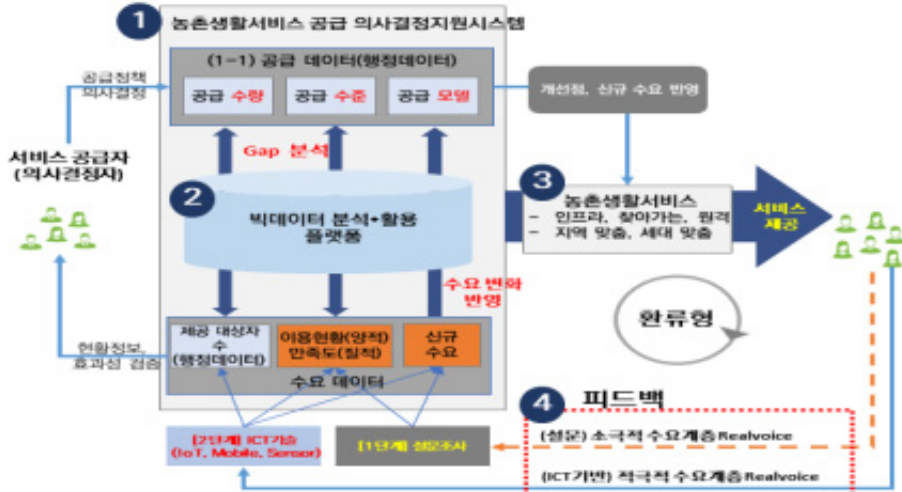 1
농촌생활서비스 공급 의사결정지원시스템
(1-1) 공급 데이터(행정데이터)
공급 수량
공급 수준
공급 모델
공급정책
의사결정
개선점, 신규 수요 반영
Gap 분석
서비스 공급자
(의사결정자)
2
빅데이터 분석+활용
플랫폼
3
농촌생활서비스
- 인프라, 찾아가는, 원격
- 지역 맞춤, 세대 맞춤
서비스
제공
수요 변화
반영
환류형
제공 대상자
수
(행정데이터)
이용현황(양적)
만족도(질적)
신규
수요
수요 데이터
현황정보,
효과성 검증
4
피드백
[2단계] ICT기술
(IoT, Mobile, Sensor)
[1단계] 설문조사
(설문) 소극적 수요계층Realvoice
(ICT기반) 적극적 수요계층Realvoice